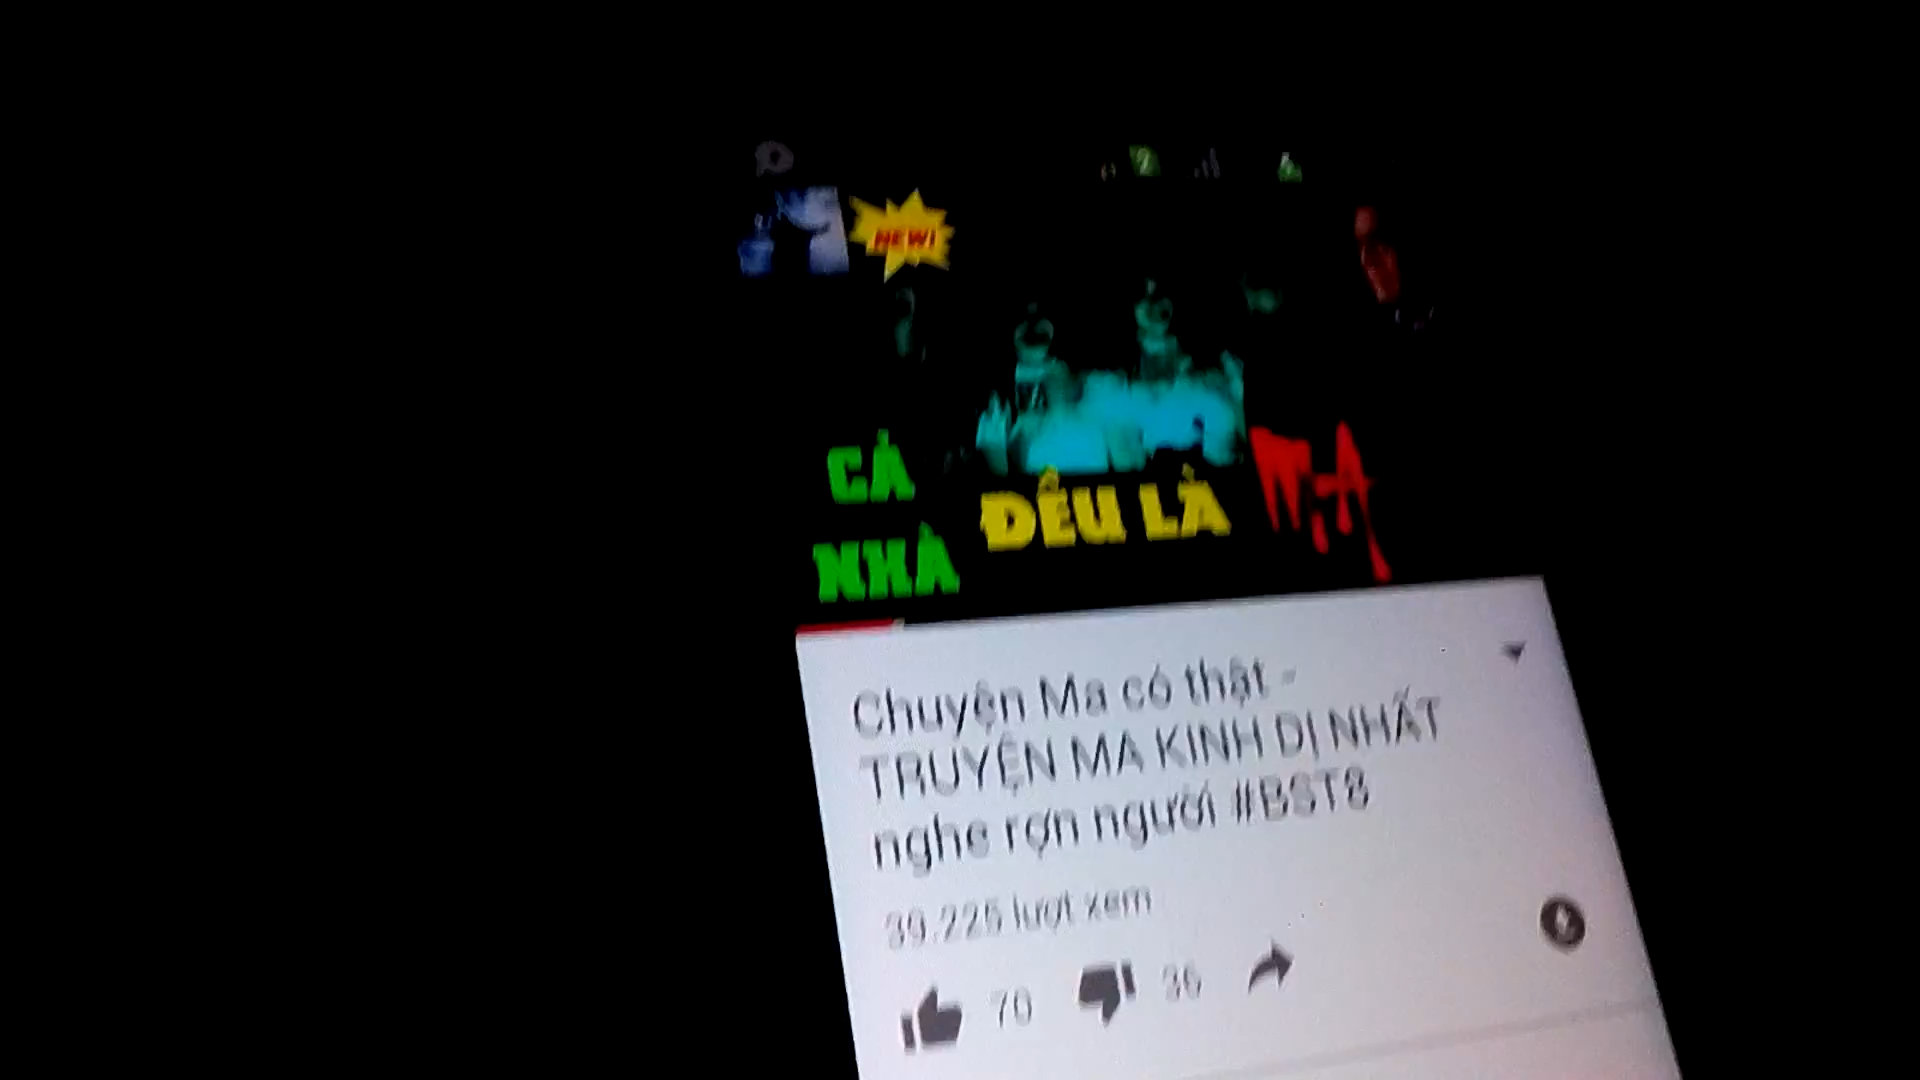 NEW!
CẢ
NHÀ
ĐỀU LÀ
MA
Chuyện Ma có thật -
TRUYỆN MA KINH DỊ NHẤT
nghe rợn người #BST8
39.225 lượt xem
70
36